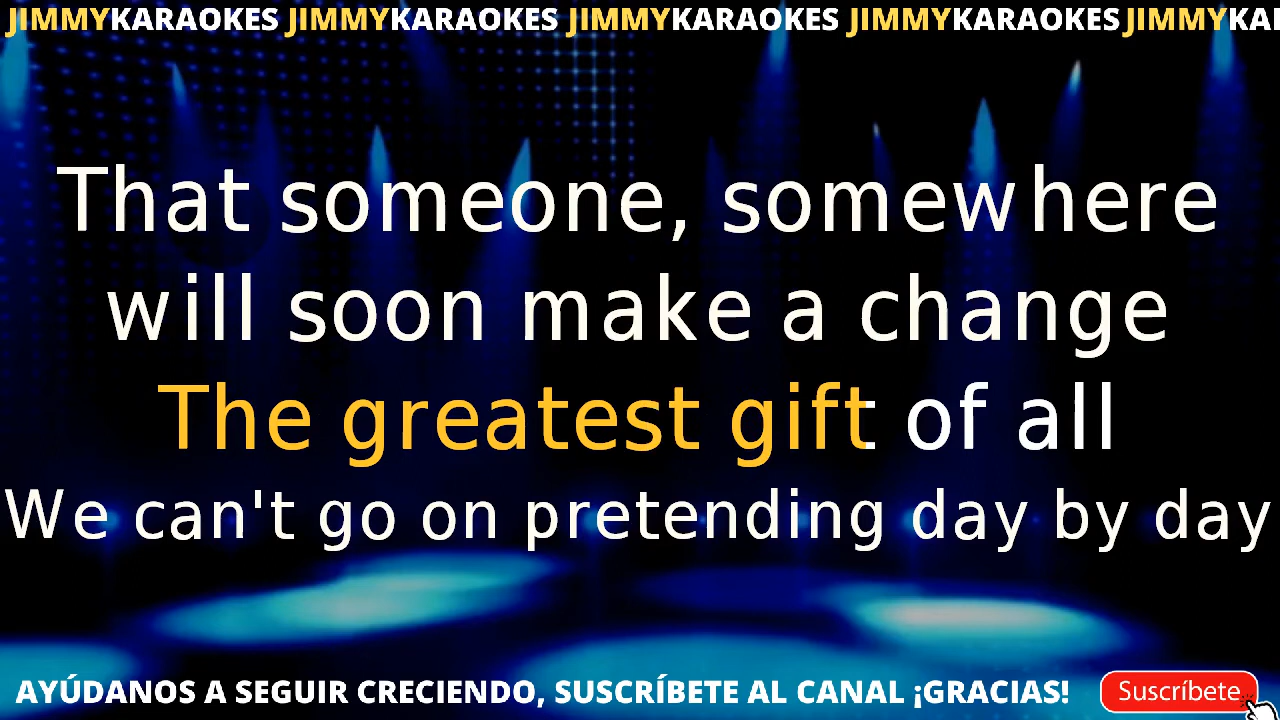 JIMMYKARAOKES JIMMYKARAOKES JIMMYKARAOKES JIMMYKARAOKES JIMMYKA
That someone, somewhere
will soon make a change
The greatest gift of all
We can't go on pretending day by day
AYÚDANOS A SEGUIR CRECIENDO, SUSCRÍBETE AL CANAL ¡GRACIAS! Suscríbete